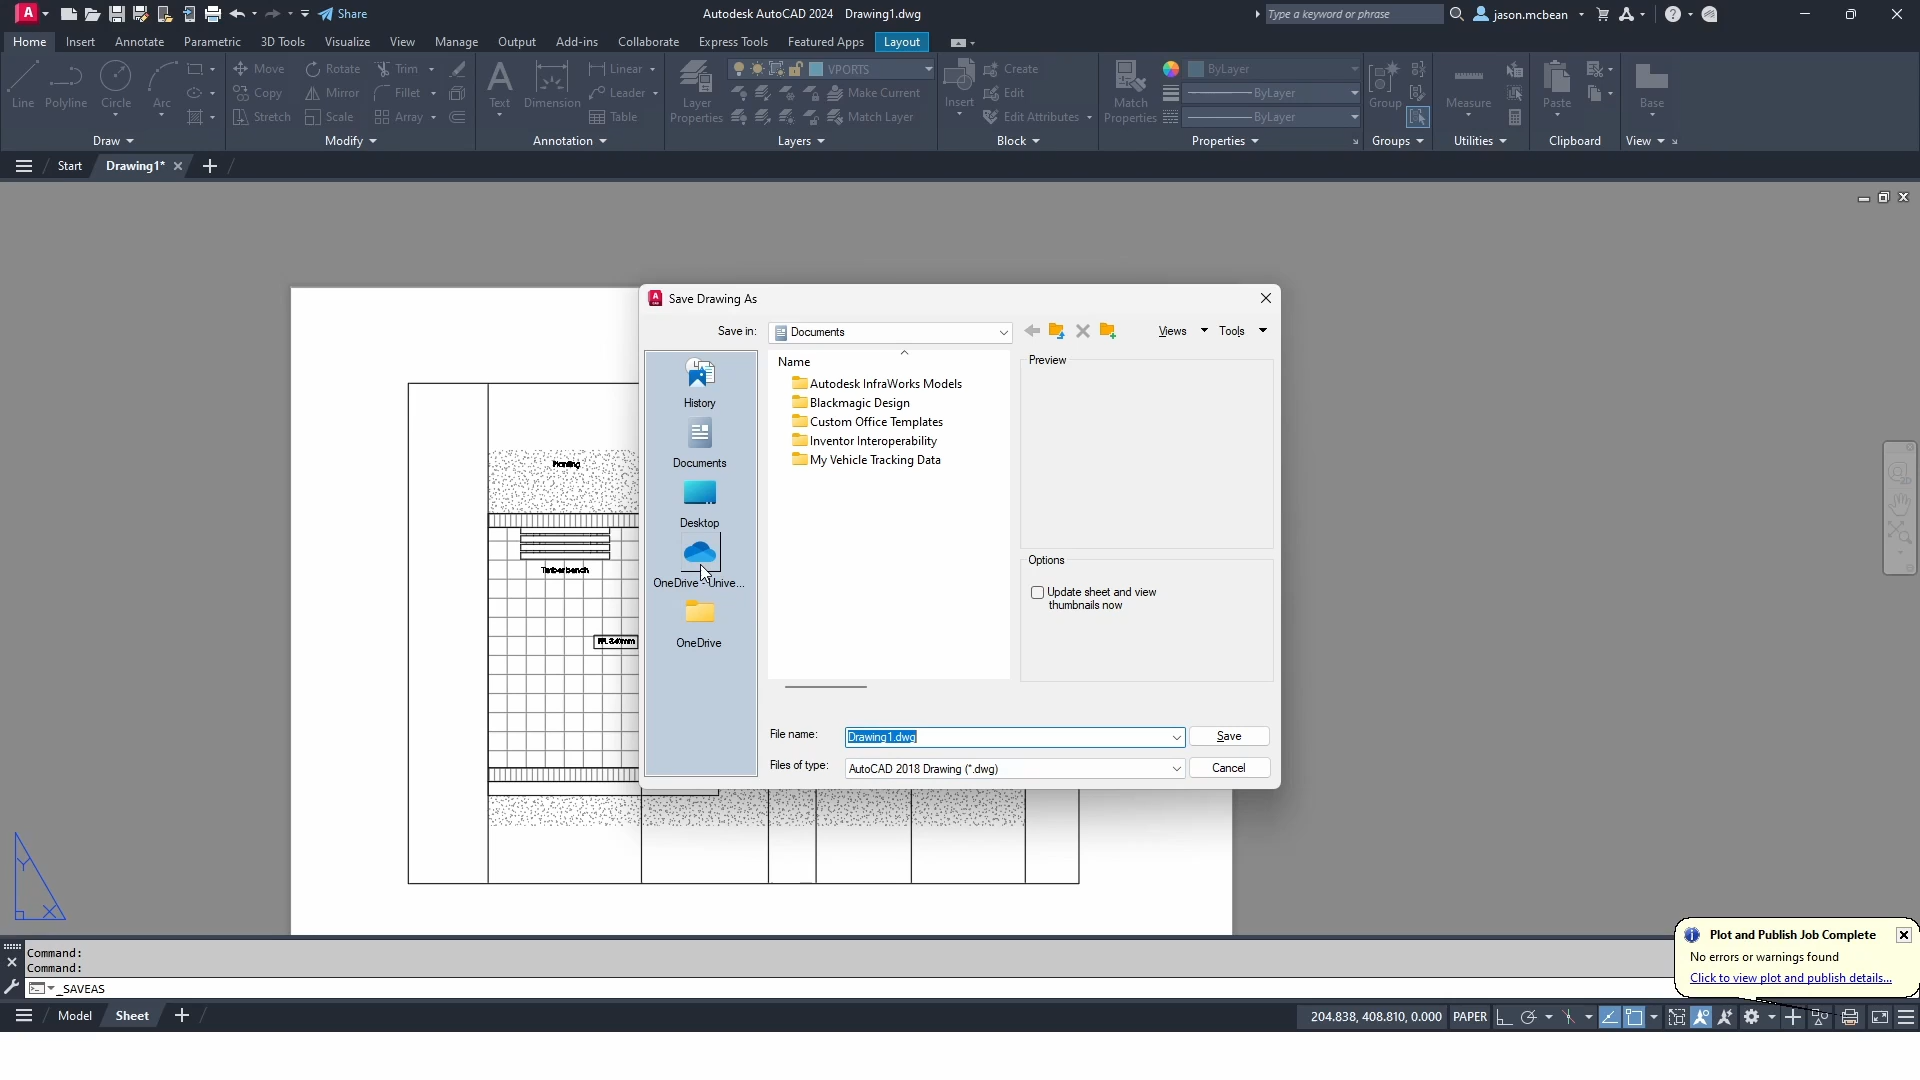 Share
Autodesk AutoCAD 2024 Drawing1.dwg
Type a keyword or phrase
jason.mcbean
Home Insert Annotate Parametric 3D Tools Visualize View Manage Output Add-ins Collaborate Express Tools Featured Apps Layout
Line Polyline Circle Arc
Move Rotate Trim
Copy Mirror Fillet
Stretch Scale Array
Text Dimension
Linear
Leader
Table
Layer Properties
VPORTS
Make Current
Match Layer
Insert
Create
Edit
Edit Attributes
Match Properties
ByLayer
ByLayer
ByLayer
Group
Measure
Paste
Base
Draw Modify Annotation Layers Block Properties Groups Utilities Clipboard View
Start Drawing1*
Save Drawing As
Save in: Documents
Views Tools
Name
Autodesk InfraWorks Models
Blackmagic Design
Custom Office Templates
Inventor Interoperability
My Vehicle Tracking Data
History
Documents
Desktop
OneDrive - Unive...
OneDrive
Preview
Options
Update sheet and view
thumbnails now
File name: Drawing1.dwg Save
Files of type: AutoCAD 2018 Drawing (*.dwg) Cancel
Planting
Timber bench
Y
X
Command:
Command:
_SAVEAS
Plot and Publish Job Complete
No errors or warnings found
Click to view plot and publish details...
Model Sheet
204.838, 408.810, 0.000 PAPER